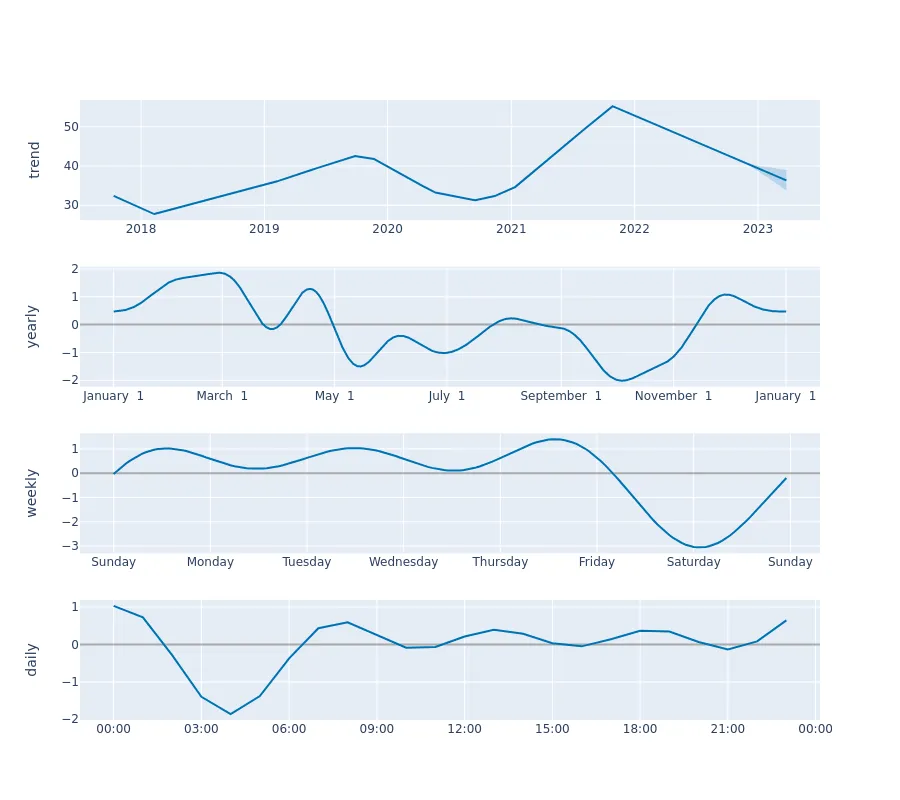 trend
50
40
30
2018 2019 2020 2021 2022 2023
yearly
2
1
0
−1
−2
January 1 March 1 May 1 July 1 September 1 November 1 January 1
weekly
1
0
−1
−2
−3
Sunday Monday Tuesday Wednesday Thursday Friday Saturday Sunday
daily
1
0
−1
−2
00:00 03:00 06:00 09:00 12:00 15:00 18:00 21:00 00:00